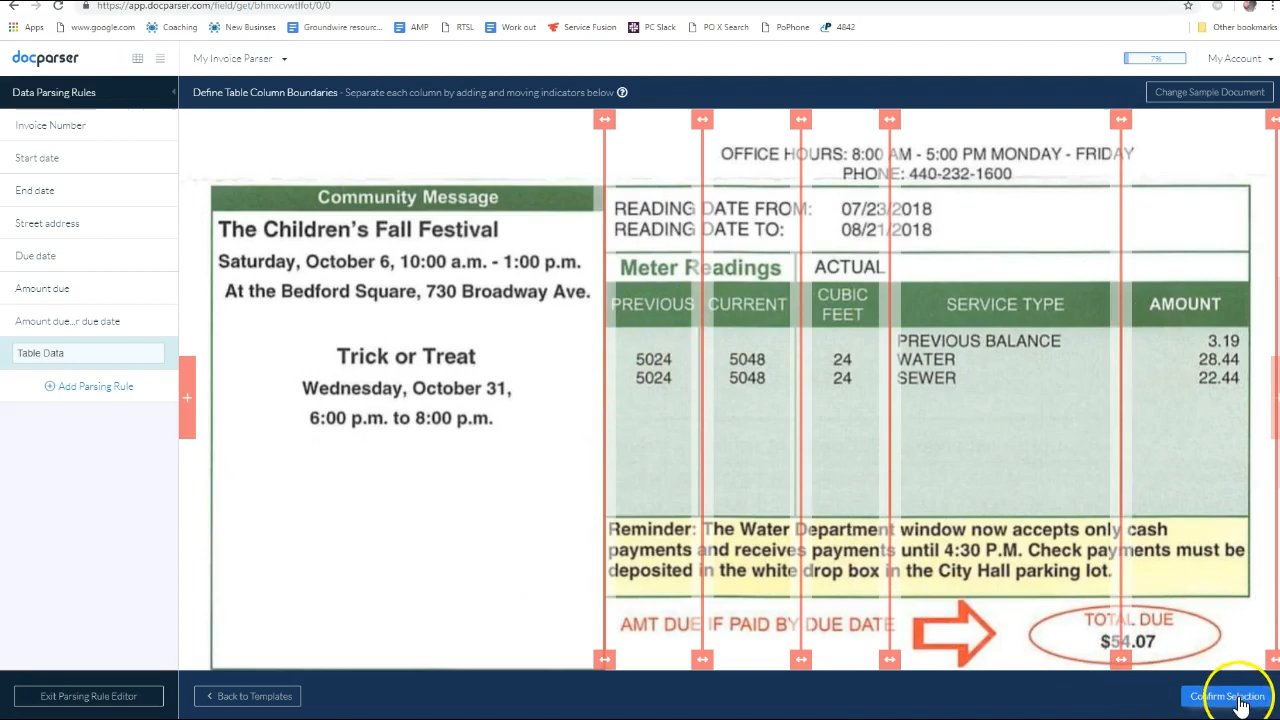 https://app.docparser.com/field/get/bhmxcvwtlfot/0/0
Apps
www.google.com
Coaching
New Businses
Groundwire resourc...
AMP
RTSL
Work out
Service Fusion
PC Slack
PO X Search
PoPhone
4842
Other bookmarks
docparser
My Invoice Parser
7%
My Account
Data Parsing Rules
Define Table Column Boundaries - Separate each column by adding and moving indicators below
Change Sample Document
Invoice Number
Start date
End date
Street address
Due date
Amount due
Amount due...r due date
Table Data
Add Parsing Rule
OFFICE HOURS: 8:00 AM - 5:00 PM MONDAY - FRIDAY
PHONE: 440-232-1600
Community Message
The Children's Fall Festival
Saturday, October 6, 10:00 a.m. - 1:00 p.m.
At the Bedford Square, 730 Broadway Ave.
Trick or Treat
Wednesday, October 31,
6:00 p.m. to 8:00 p.m.
READING DATE FROM: 07/23/2018
READING DATE TO: 08/21/2018
Meter Readings ACTUAL
PREVIOUS CURRENT CUBIC FEET SERVICE TYPE AMOUNT
PREVIOUS BALANCE 3.19
5024 5048 24 WATER 28.44
5024 5048 24 SEWER 22.44
Reminder: The Water Department window now accepts only cash
payments and receives payments until 4:30 P.M. Check payments must be
deposited in the white drop box in the City Hall parking lot.
AMT DUE IF PAID BY DUE DATE
TOTAL DUE
$54.07
Exit Parsing Rule Editor
Back to Templates
Confirm Selection